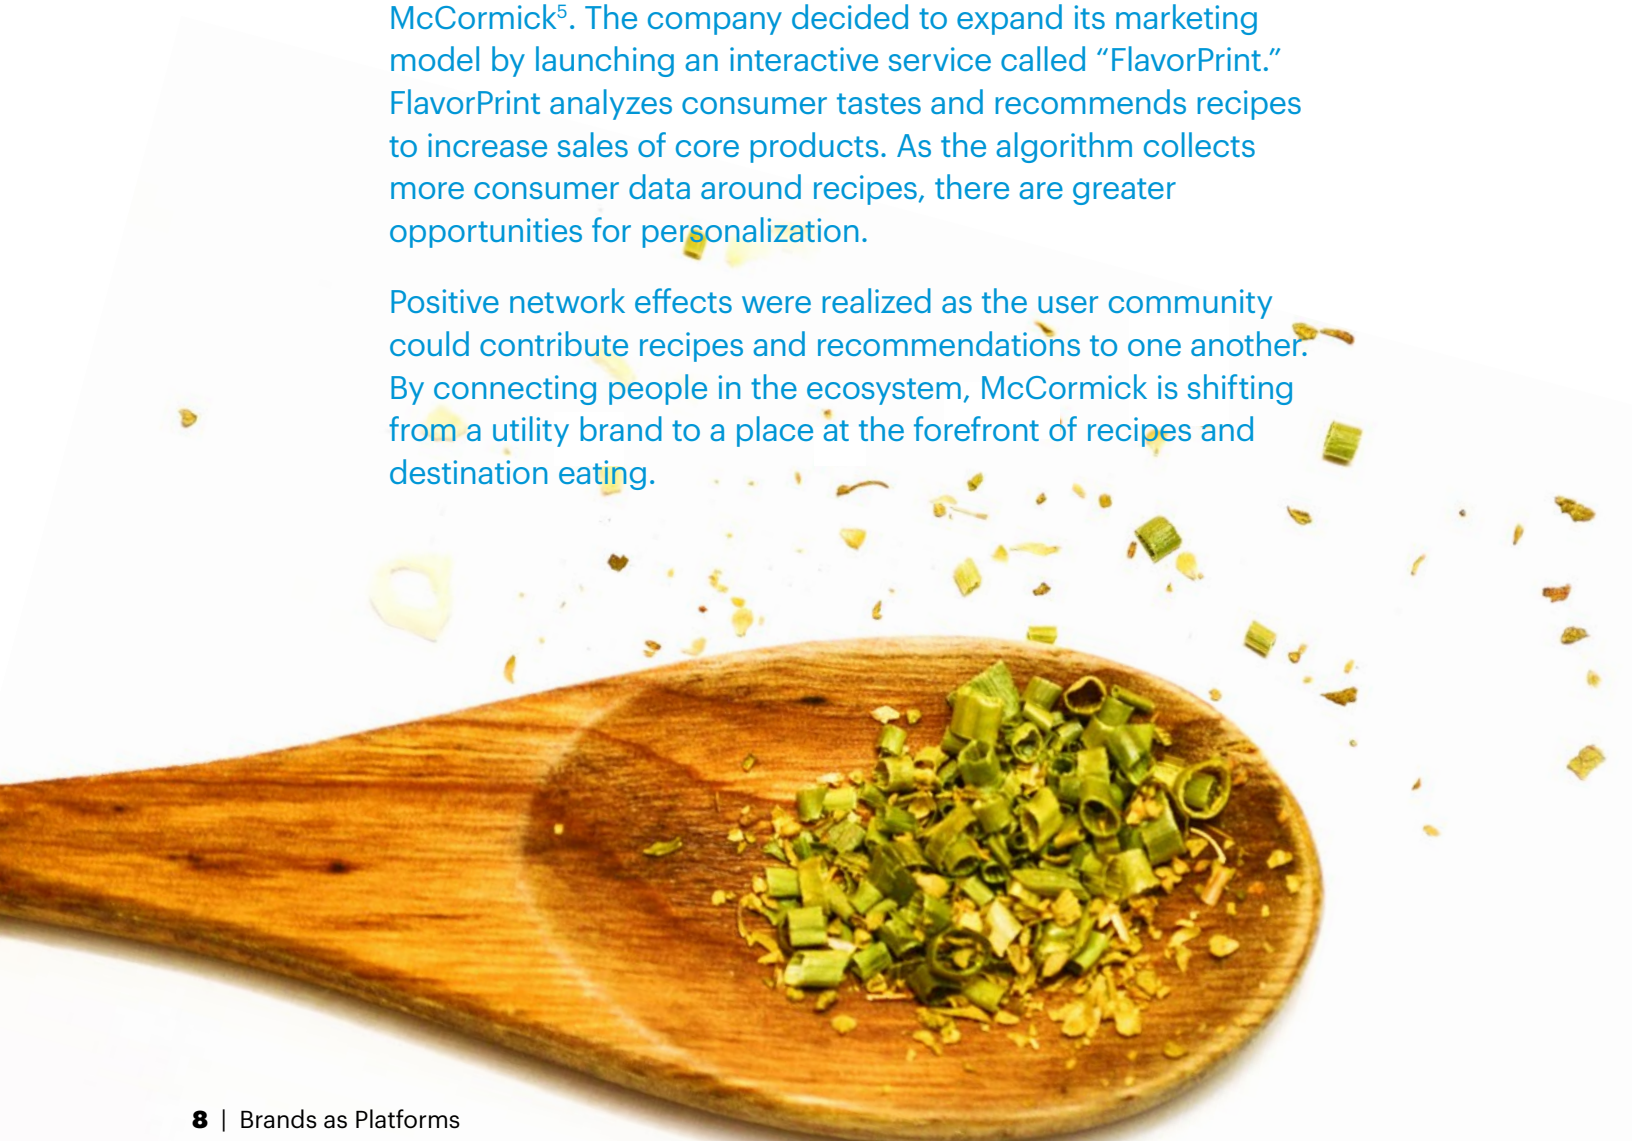 McCormick⁵. The company decided to expand its marketing
model by launching an interactive service called “FlavorPrint.”
FlavorPrint analyzes consumer tastes and recommends recipes
to increase sales of core products. As the algorithm collects
more consumer data around recipes, there are greater
opportunities for personalization.
Positive network effects were realized as the user community
could contribute recipes and recommendations to one another.
By connecting people in the ecosystem, McCormick is shifting
from a utility brand to a place at the forefront of recipes and
destination eating.
8 | Brands as Platforms